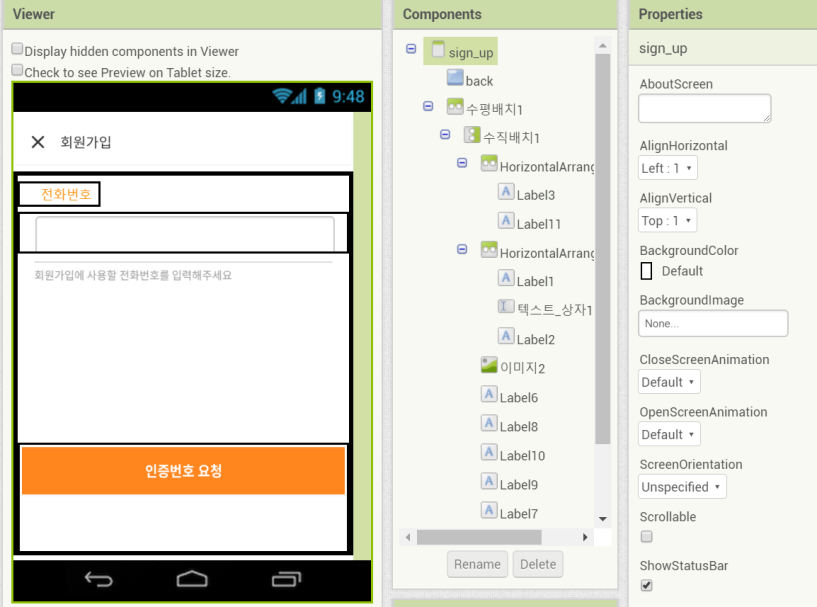 Viewer
Display hidden components in Viewer
Check to see Preview on Tablet size.
9:48
회원가입
전화번호
회원가입에 사용할 전화번호를 입력해주세요
인증번호 요청
Components
sign_up
back
수평배치1
수직배치1
HorizontalArrang
Label3
Label11
HorizontalArrang
Label1
텍스트_상자1
Label2
이미지2
Label6
Label8
Label10
Label9
Label7
Rename Delete
Properties
sign_up
AboutScreen
AlignHorizontal
Left : 1
AlignVertical
Top : 1
BackgroundColor
Default
BackgroundImage
None...
CloseScreenAnimation
Default
OpenScreenAnimation
Default
ScreenOrientation
Unspecified
Scrollable
ShowStatusBar